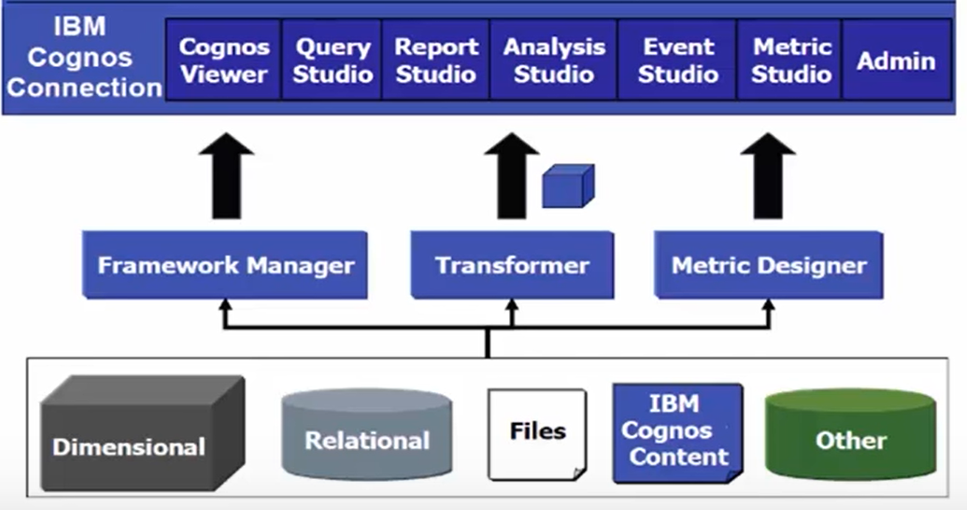 IBM
Cognos
Connection
Cognos
Viewer
Query
Studio
Report
Studio
Analysis
Studio
Event
Studio
Metric
Studio
Admin
Framework Manager
Transformer
Metric Designer
Dimensional
Relational
Files
IBM
Cognos
Content
Other